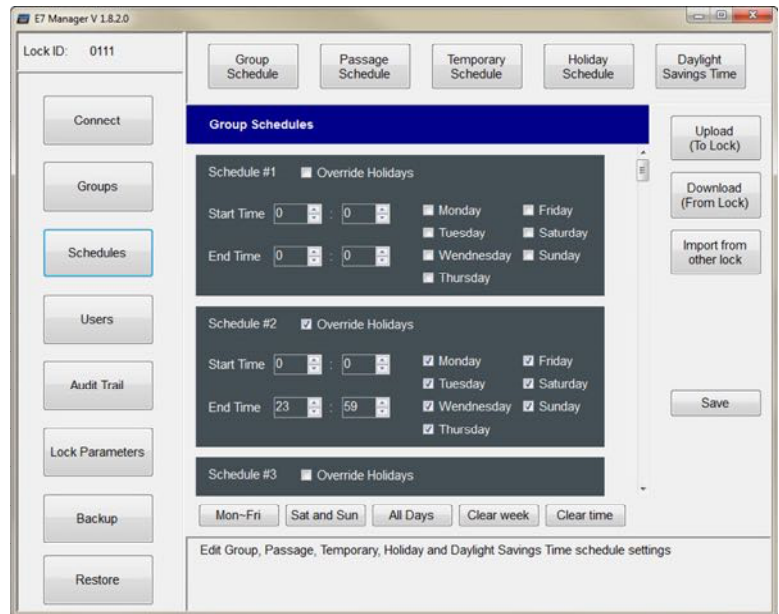 E7 Manager V 1.8.2.0
Lock ID: 0111
Group Schedule
Passage Schedule
Temporary Schedule
Holiday Schedule
Daylight Savings Time
Connect
Groups
Schedules
Users
Audit Trail
Lock Parameters
Backup
Restore
Group Schedules
Schedule #1 Override Holidays
Start Time 0 : 0
End Time 0 : 0
Monday Friday
Tuesday Saturday
Wendnesday Sunday
Thursday
Schedule #2 Override Holidays
Start Time 0 : 0
End Time 23 : 59
Monday Friday
Tuesday Saturday
Wendnesday Sunday
Thursday
Schedule #3 Override Holidays
Mon~Fri Sat and Sun All Days Clear week Clear time
Upload
(To Lock)
Download
(From Lock)
Import from
other lock
Save
Edit Group, Passage, Temporary, Holiday and Daylight Savings Time schedule settings